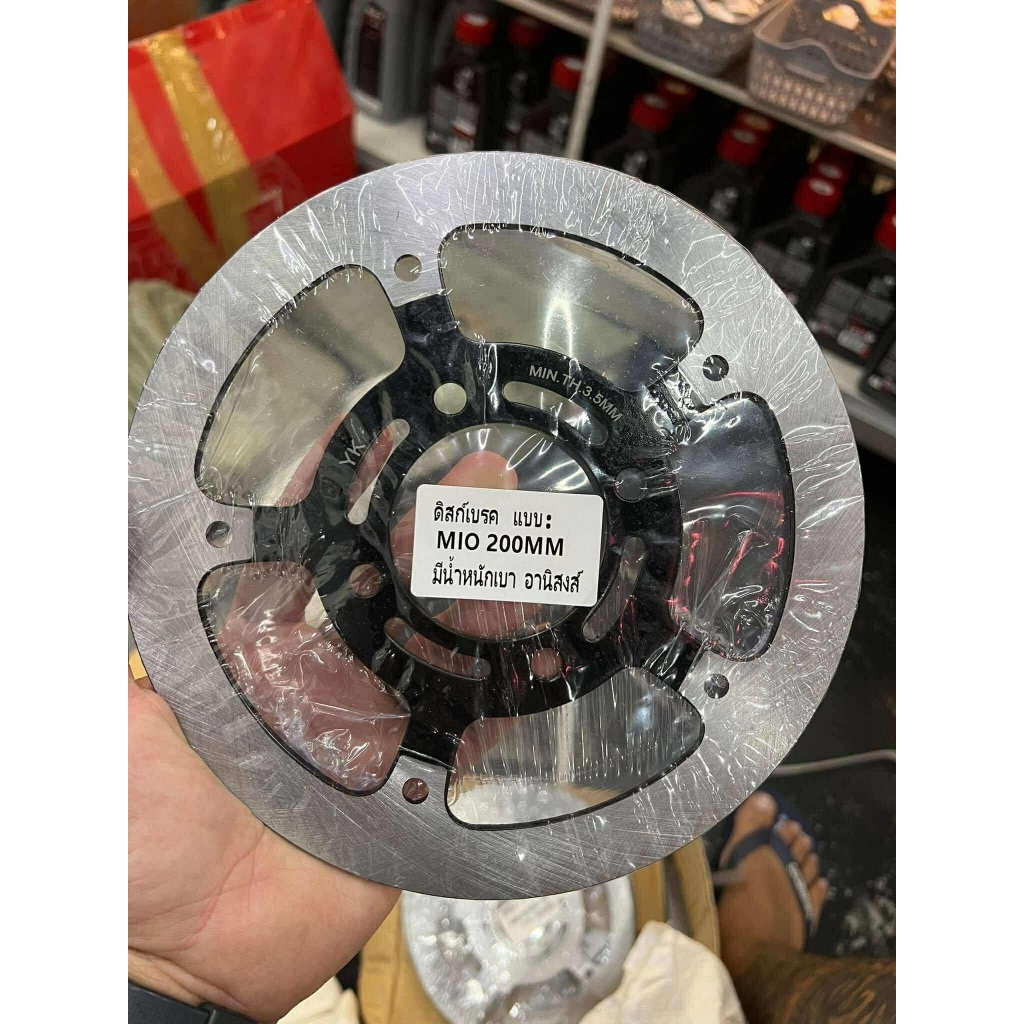 MIN.TH.3.5MM
YK
ดิสก์เบรค แบบ:
MIO 200MM
มีน้ำหนักเบา อานิสงส์